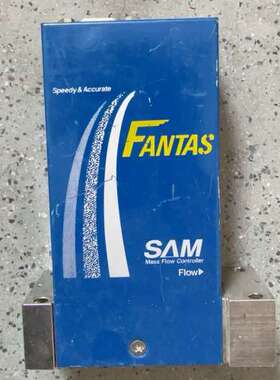 Speedy & Accurate
FANTAS
SAM
Mass Flow Controller
Flow▷